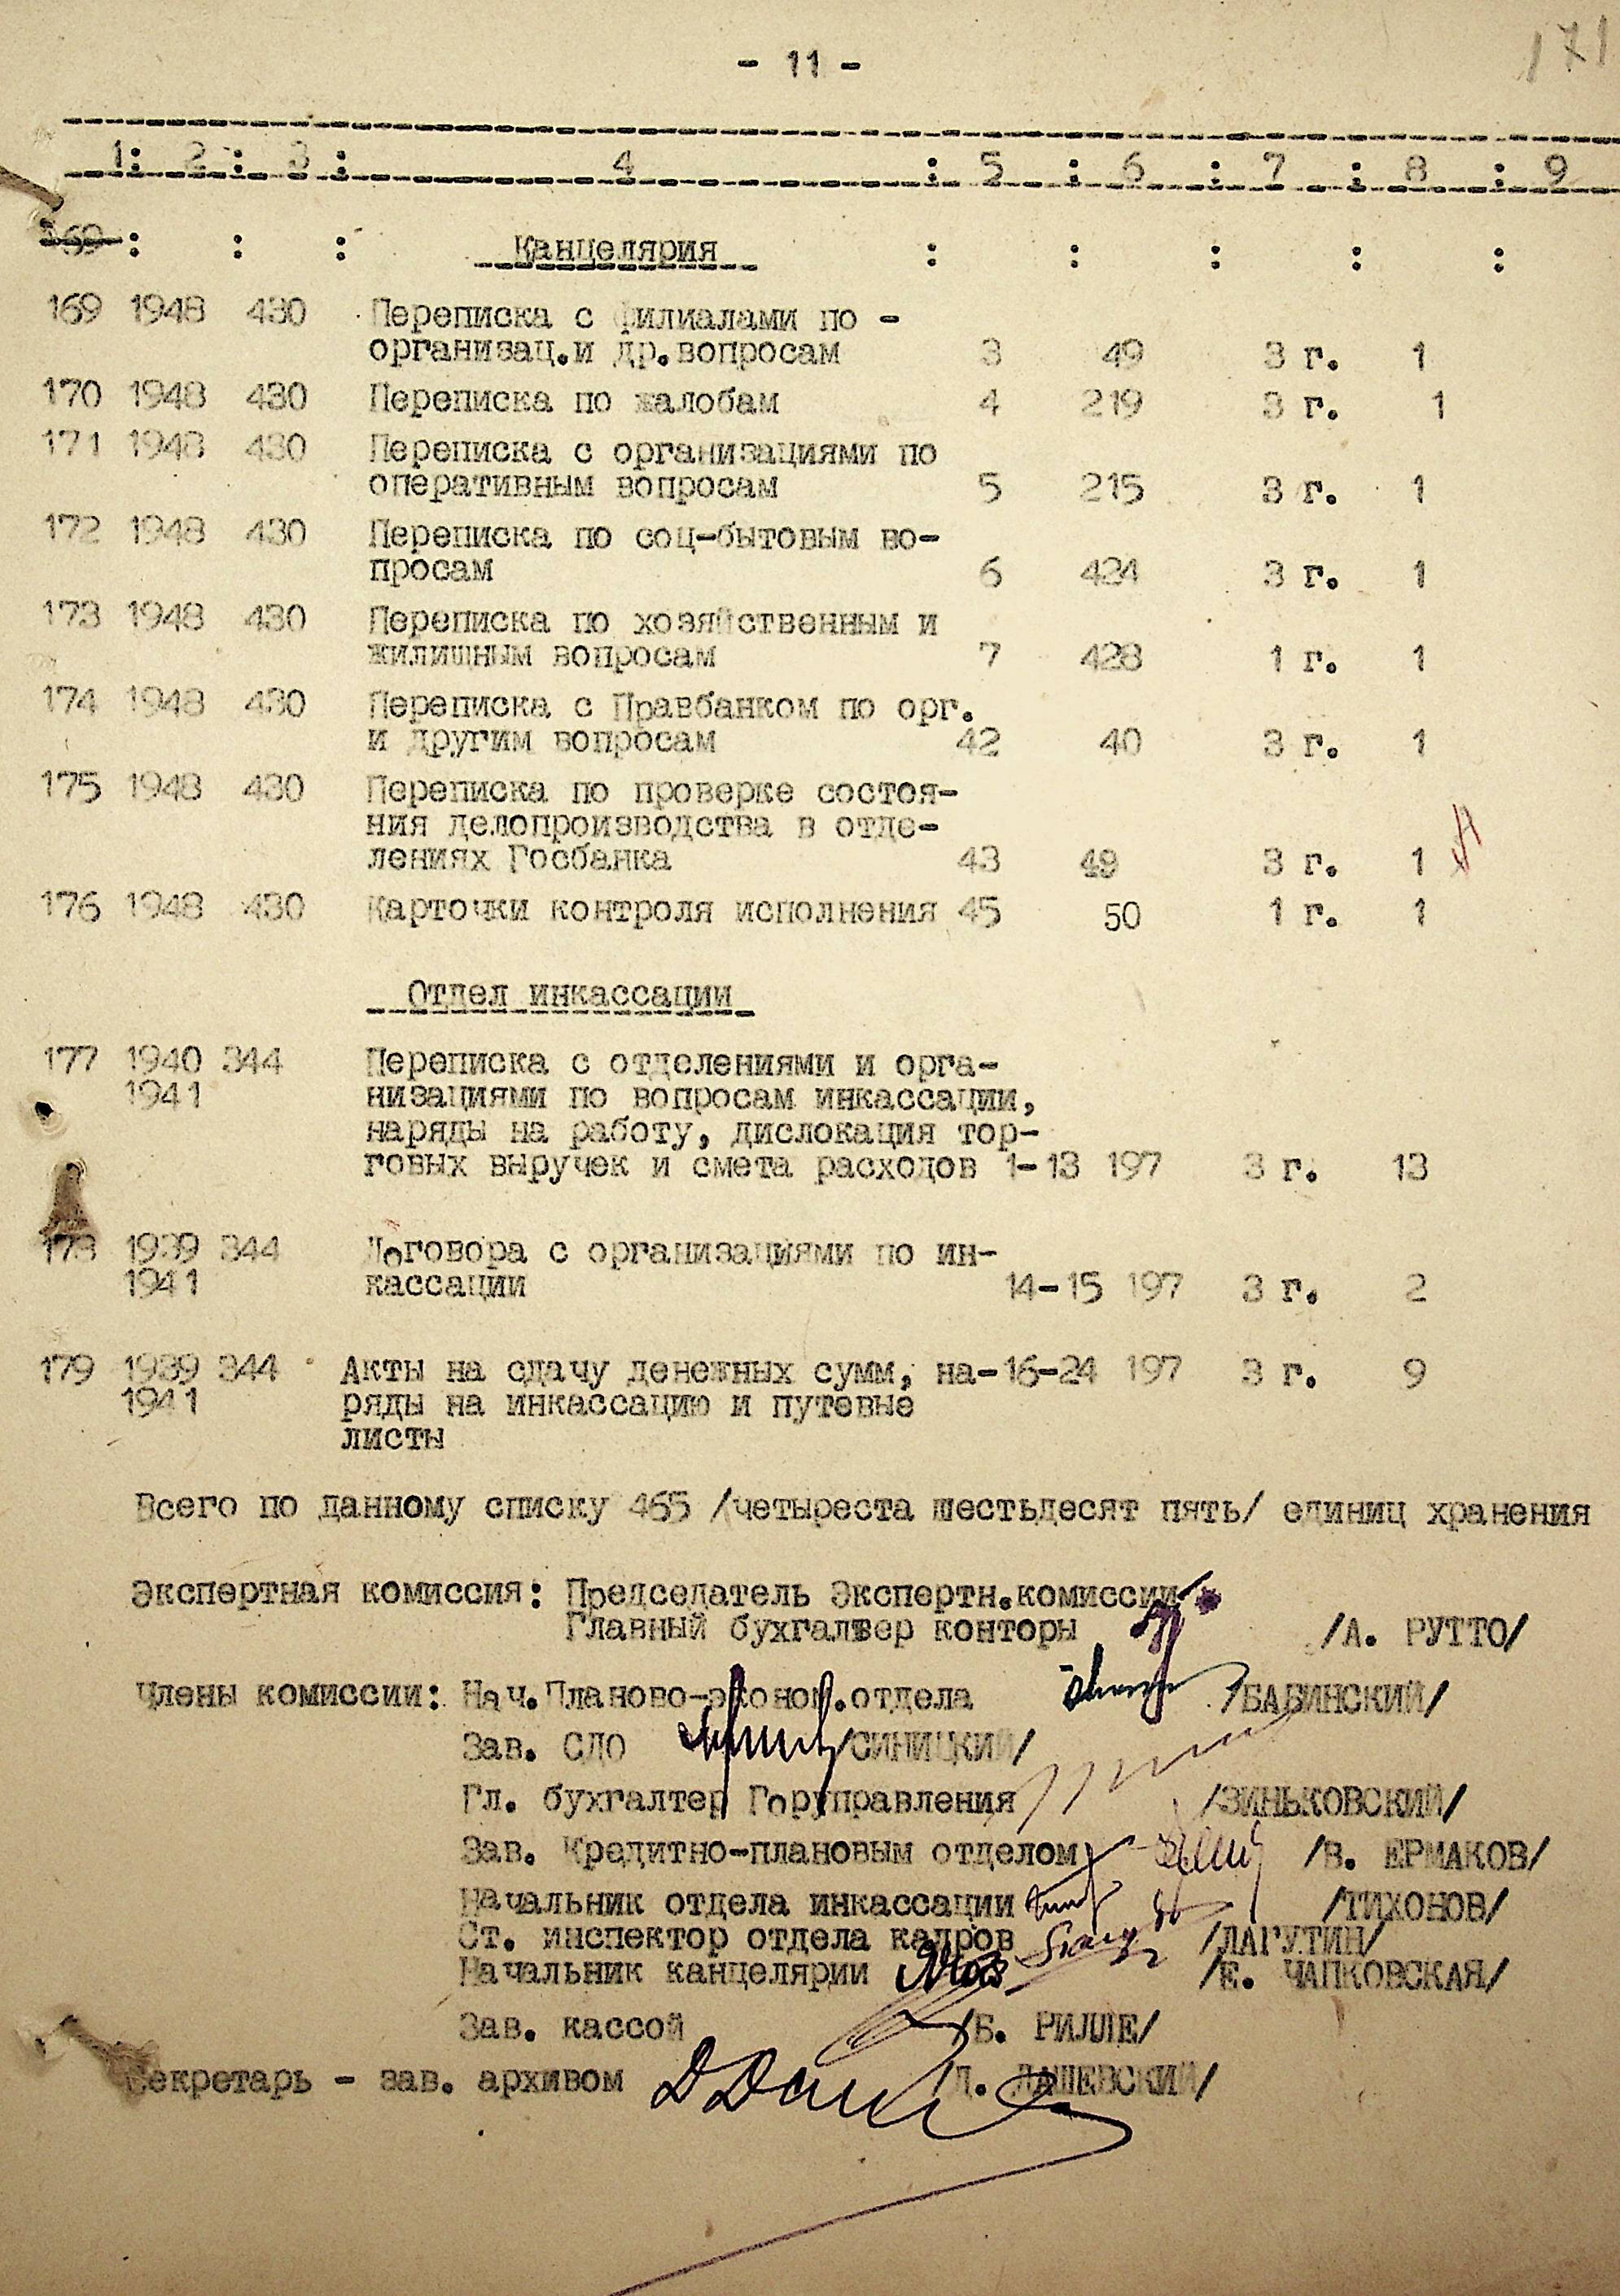 171
- 11 -
1: 2: 3: 4 : 5 : 6 : 7 : 8 : 9
169 : : : Канцелярия : : : : :
169 1948 430 Переписка с филиалами по -
организац.и др.вопросам 3 49 3 г. 1
170 1948 430 Переписка по жалобам 4 219 3 г. 1
171 1948 430 Переписка с организациями по
оперативным вопросам 5 215 3 г. 1
172 1948 430 Переписка по соц-бытовым во-
просам 6 424 3 г. 1
173 1948 430 Переписка по хозяйственным и
жилищным вопросам 7 428 1 г. 1
174 1948 430 Переписка с Правбанком по орг.
и другим вопросам 42 40 3 г. 1
175 1948 430 Переписка по проверке состоя-
ния делопроизводства в отде-
лениях Госбанка 43 49 3 г. 1
176 1948 430 Карточки контроля исполнения 45 50 1 г. 1
Отдел инкассации
177 1940 344 Переписка с отделениями и орга-
1941 низациями по вопросам инкассации,
наряды на работу, дислокация тор-
говых выручек и смета расходов 1-13 197 3 г. 13
178 1939 344 Договора с организациями по ин-
1941 кассации 14-15 197 3 г. 2
179 1939 344 Акты на сдачу денежных сумм, на- 16-24 197 3 г. 9
1941 ряды на инкассацию и путевые
листы
Всего по данному списку 465 /четыреста шестьдесят пять/ единиц хранения
Экспертная комиссия: Председатель Экспертн.комиссии
Главный бухгалтер конторы /А. РУТТО/
Члены комиссии: Нач.Планово-эконом.отдела /БАБИНСКИЙ/
Зав. СДО /СИНИЦКИЙ/
Гл. бухгалтер Горуправления /ЗИНЬКОВСКИЙ/
Зав. Кредитно-плановым отделом /В. ЕРМАКОВ/
Начальник отдела инкассации /ТИХОНОВ/
Ст. инспектор отдела кадров /ЛАГУТИН/
Начальник канцелярии /Е. ЧАПКОВСКАЯ/
Зав. кассой /Б. РИЛЛЕ/
Секретарь - зав. архивом /Д. ДАШЕВСКИЙ/